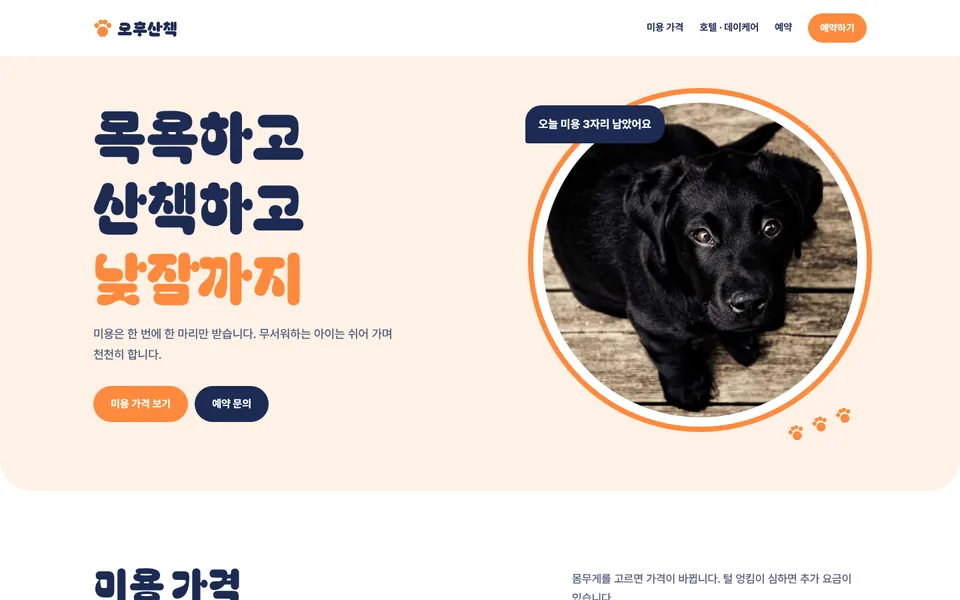 오후산책
미용 가격
호텔 · 데이케어
예약
예약하기
목욕하고
산책하고
낮잠까지
오늘 미용 3자리 남았어요
미용은 한 번에 한 마리만 받습니다. 무서워하는 아이는 쉬어 가며
천천히 합니다.
미용 가격 보기
예약 문의
미용 가격
몸무게를 고르면 가격이 바뀝니다. 털 엉킴이 심하면 추가 요금이
있습니다.